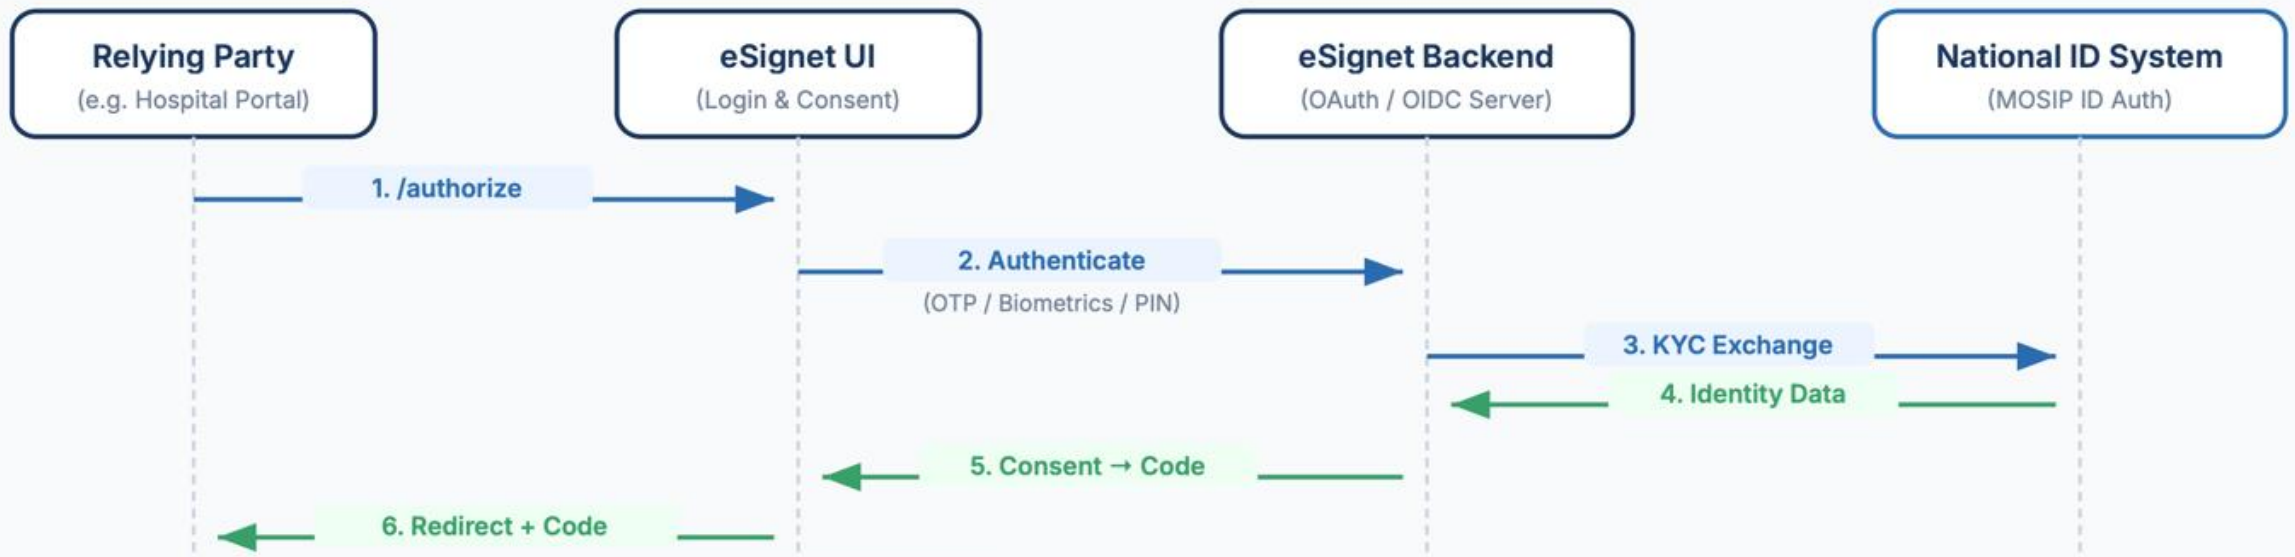 Relying Party
(e.g. Hospital Portal)
eSignet UI
(Login & Consent)
eSignet Backend
(OAuth / OIDC Server)
National ID System
(MOSIP ID Auth)
1. /authorize
2. Authenticate
(OTP / Biometrics / PIN)
3. KYC Exchange
4. Identity Data
5. Consent → Code
6. Redirect + Code